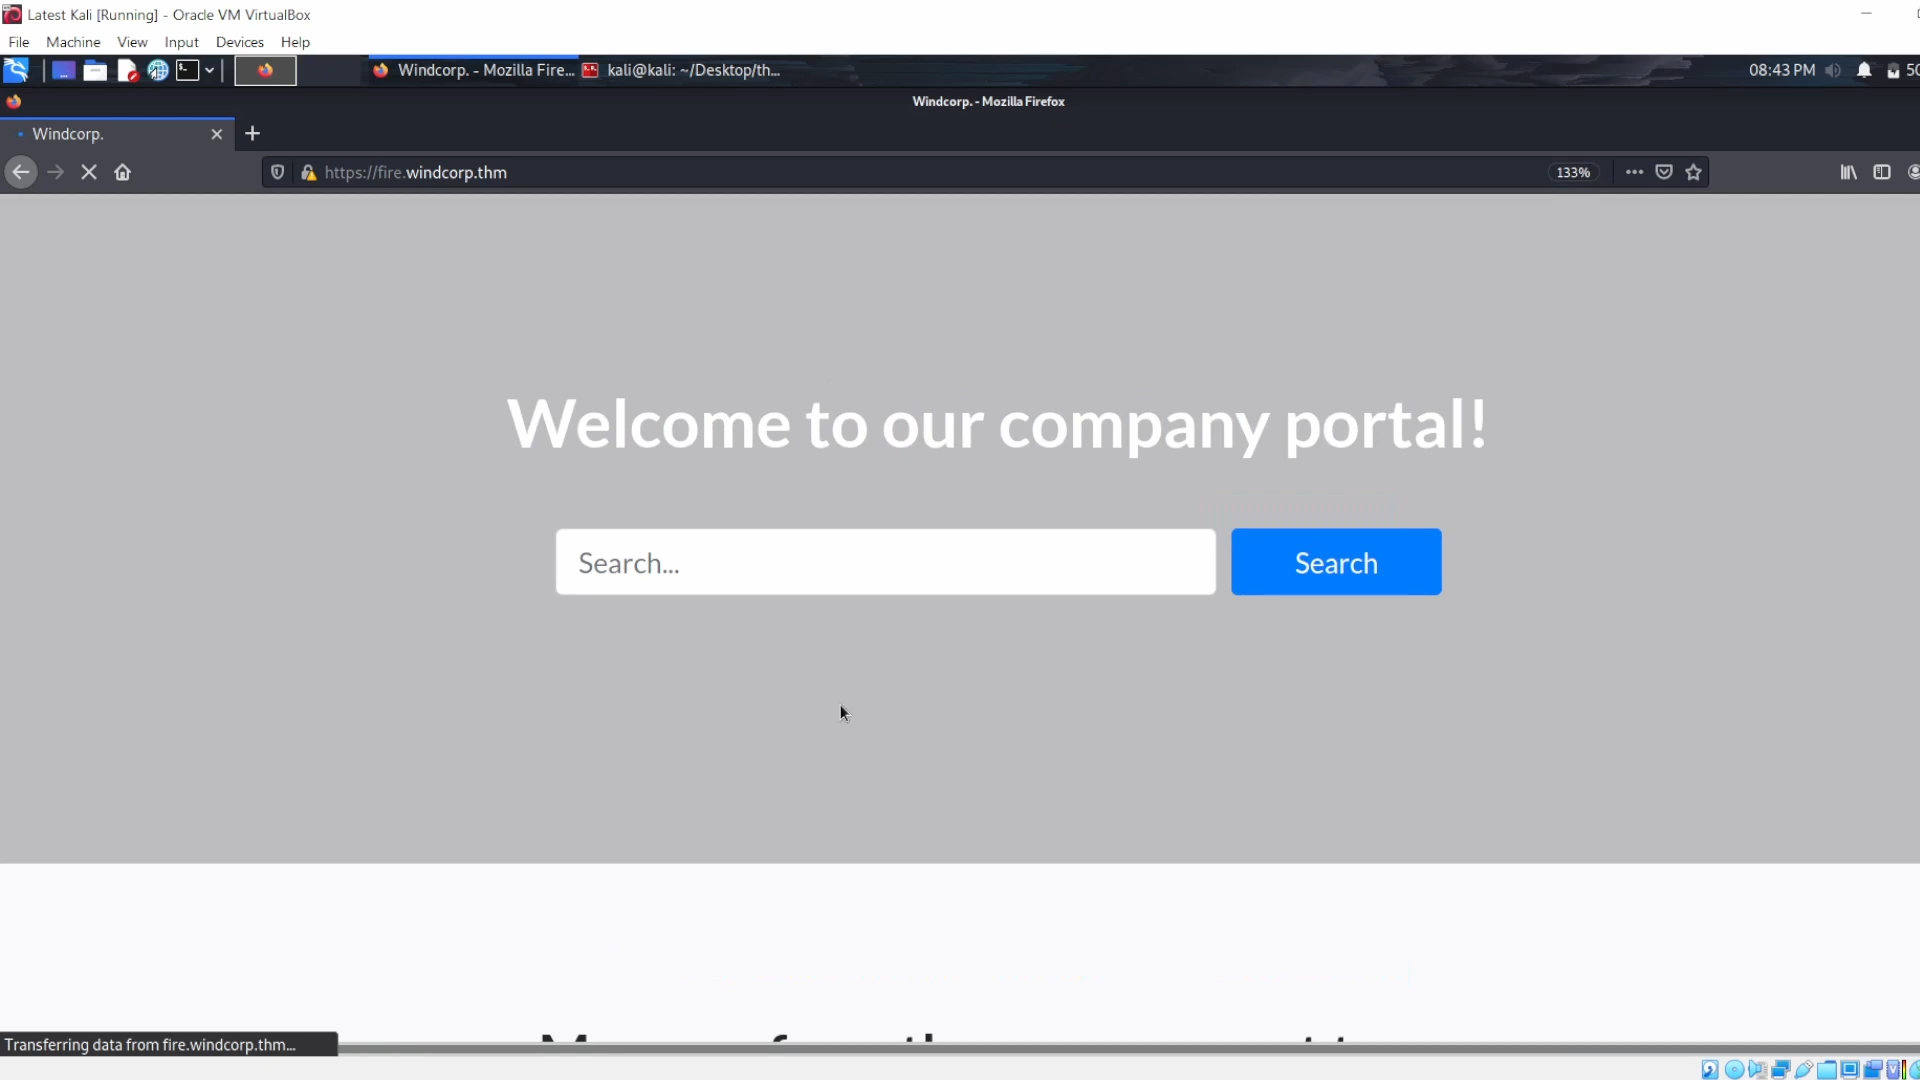 Latest Kali [Running] - Oracle VM VirtualBox
File Machine View Input Devices Help
Windcorp. - Mozilla Fire... kali@kali: ~/Desktop/th... 08:43 PM 50
Windcorp. - Mozilla Firefox
Windcorp.
https://fire.windcorp.thm 133%
Welcome to our company portal!
Search... Search
Transferring data from fire.windcorp.thm...